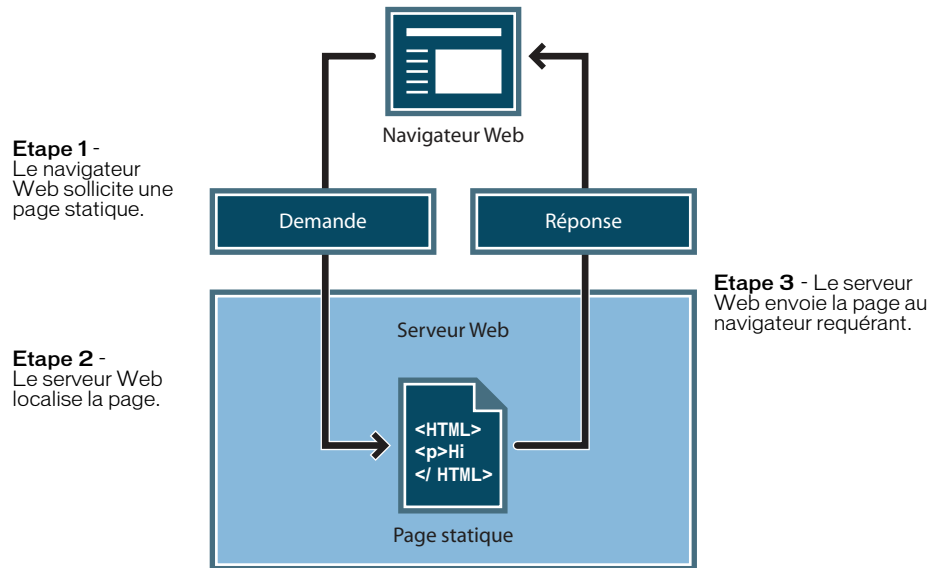 Navigateur Web
Etape 1 -
Le navigateur
Web sollicite une
page statique.
Demande
Réponse
Etape 3 - Le serveur
Web envoie la page au
navigateur requérant.
Serveur Web
Etape 2 -
Le serveur Web
localise la page.
<HTML>
<p>Hi
</ HTML>
Page statique